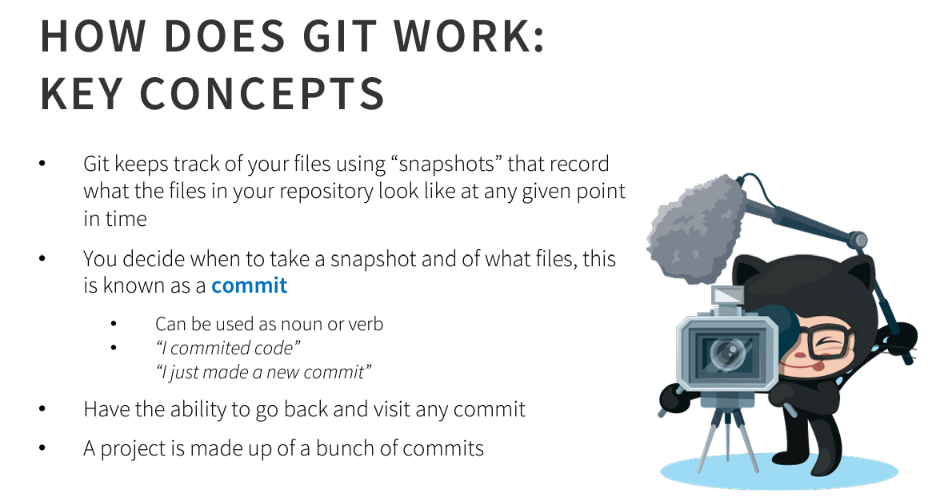 HOW DOES GIT WORK:
KEY CONCEPTS
• Git keeps track of your files using “snapshots” that record
what the files in your repository look like at any given point
in time
• You decide when to take a snapshot and of what files, this
is known as a commit
• Can be used as noun or verb
• “I commited code”
“I just made a new commit”
• Have the ability to go back and visit any commit
• A project is made up of a bunch of commits